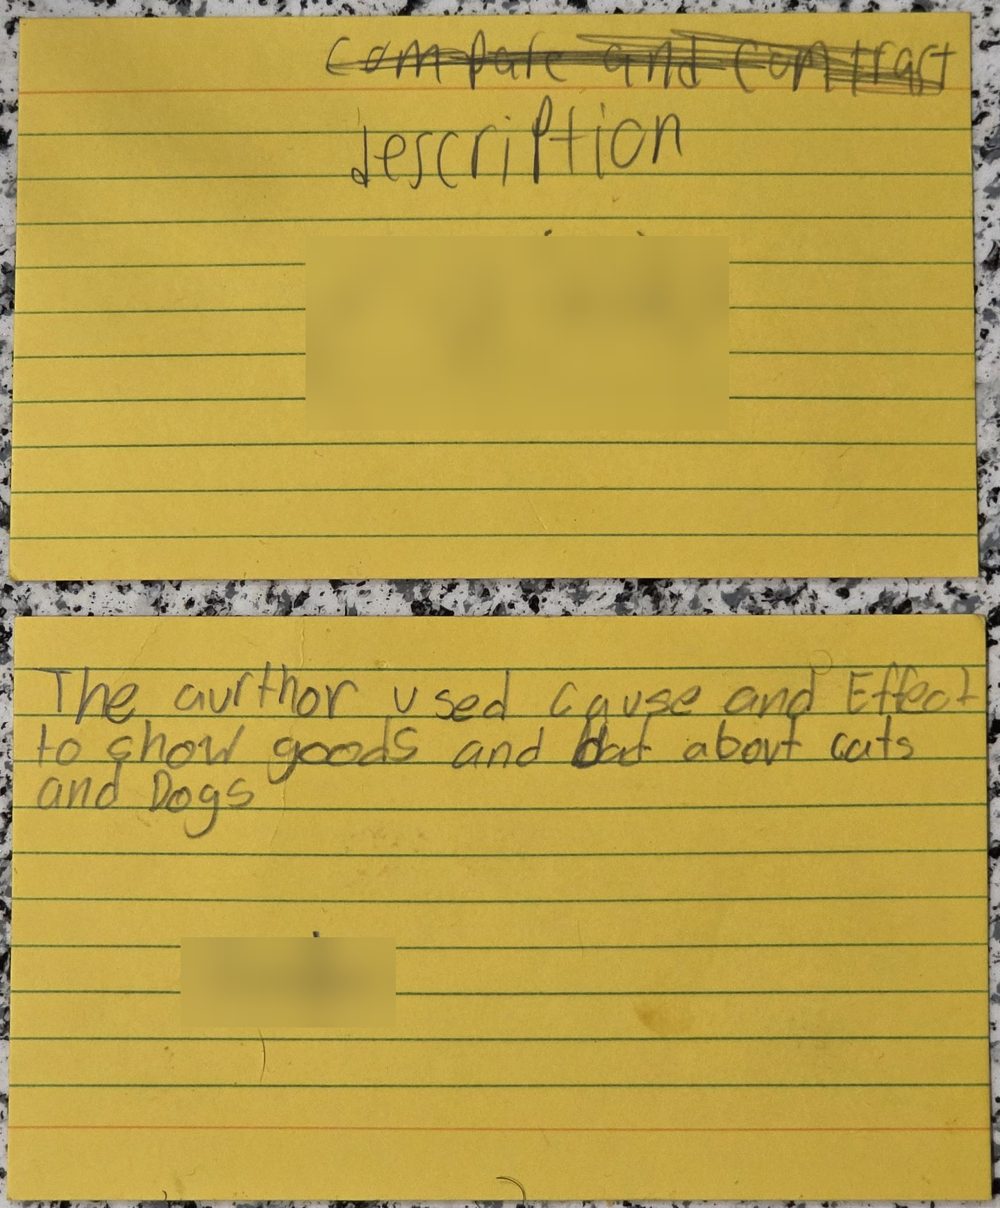 compare and contrast
description
The aurthor used cause and Effect
to show goods and bad about cats
and Dogs